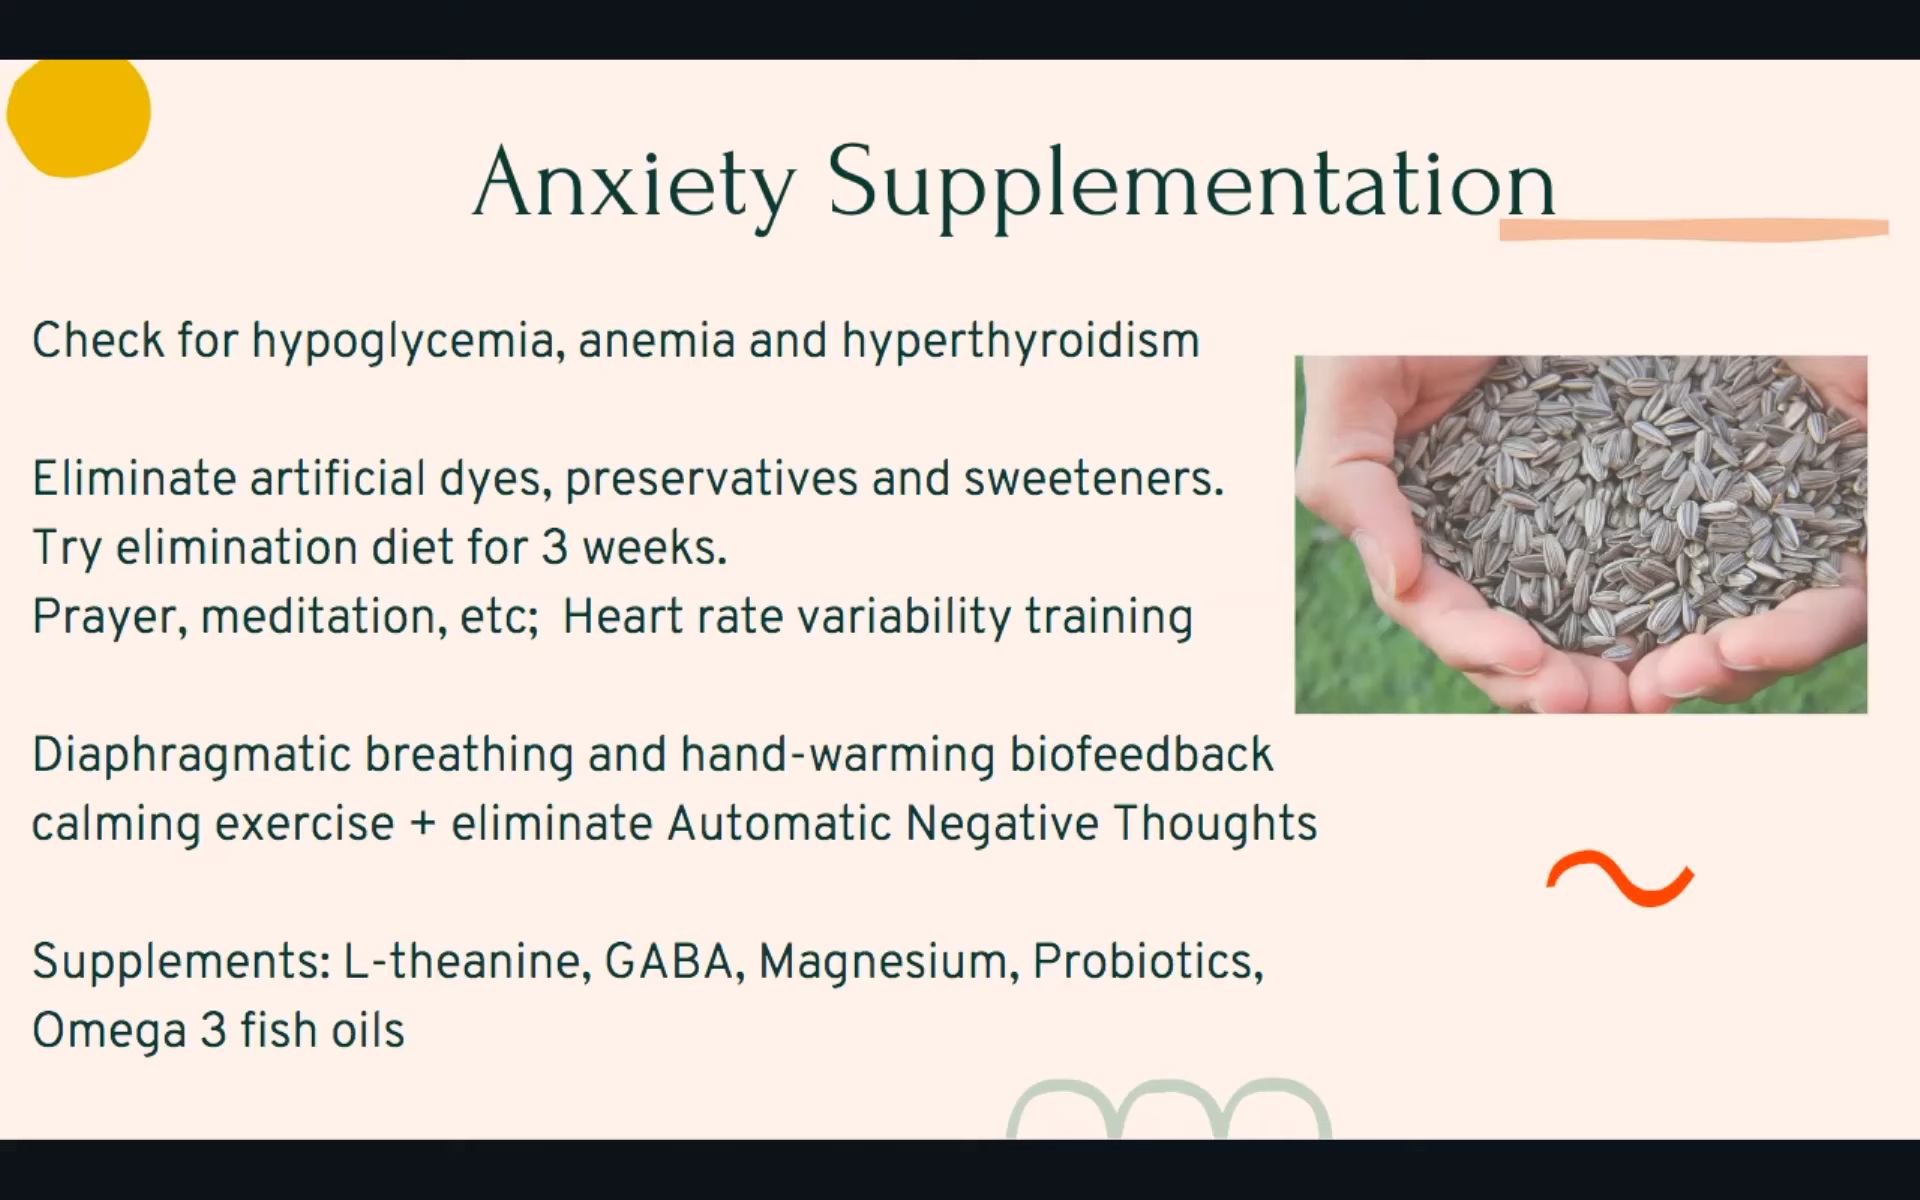 Anxiety Supplementation
Check for hypoglycemia, anemia and hyperthyroidism
Eliminate artificial dyes, preservatives and sweeteners.
Try elimination diet for 3 weeks.
Prayer, meditation, etc;  Heart rate variability training
Diaphragmatic breathing and hand-warming biofeedback
calming exercise + eliminate Automatic Negative Thoughts
Supplements: L-theanine, GABA, Magnesium, Probiotics,
Omega 3 fish oils